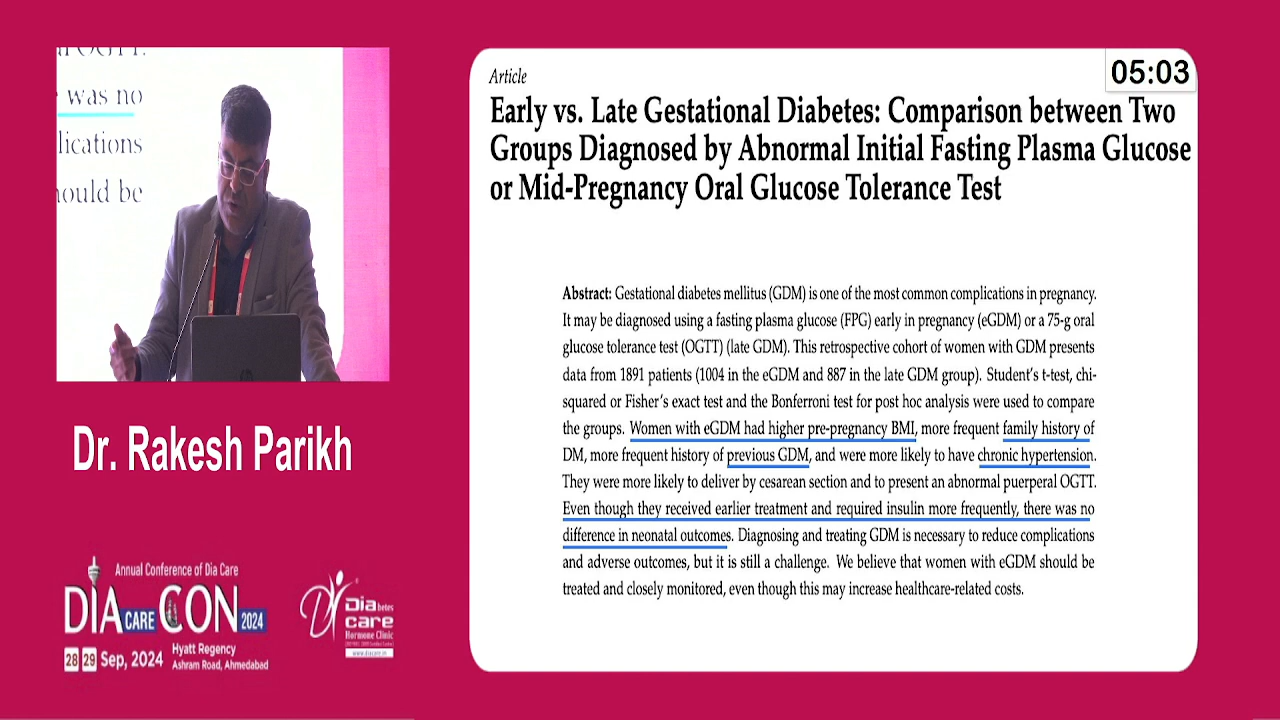 al OGTT.
was no
lications
ould be
Dr. Rakesh Parikh
Annual Conference of Dia Care
DIA CARE CON 2024
28 29 Sep, 2024
Hyatt Regency
Ashram Road, Ahmedabad
Diabetes
care
Hormone Clinic
www.diacare.in
05:03
Article
Early vs. Late Gestational Diabetes: Comparison between Two
Groups Diagnosed by Abnormal Initial Fasting Plasma Glucose
or Mid-Pregnancy Oral Glucose Tolerance Test
Abstract: Gestational diabetes mellitus (GDM) is one of the most common complications in pregnancy.
It may be diagnosed using a fasting plasma glucose (FPG) early in pregnancy (eGDM) or a 75-g oral
glucose tolerance test (OGTT) (late GDM). This retrospective cohort of women with GDM presents
data from 1891 patients (1004 in the eGDM and 887 in the late GDM group). Student's t-test, chi-
squared or Fisher's exact test and the Bonferroni test for post hoc analysis were used to compare
the groups. Women with eGDM had higher pre-pregnancy BMI, more frequent family history of
DM, more frequent history of previous GDM, and were more likely to have chronic hypertension.
They were more likely to deliver by cesarean section and to present an abnormal puerperal OGTT.
Even though they received earlier treatment and required insulin more frequently, there was no
difference in neonatal outcomes. Diagnosing and treating GDM is necessary to reduce complications
and adverse outcomes, but it is still a challenge. We believe that women with eGDM should be
treated and closely monitored, even though this may increase healthcare-related costs.